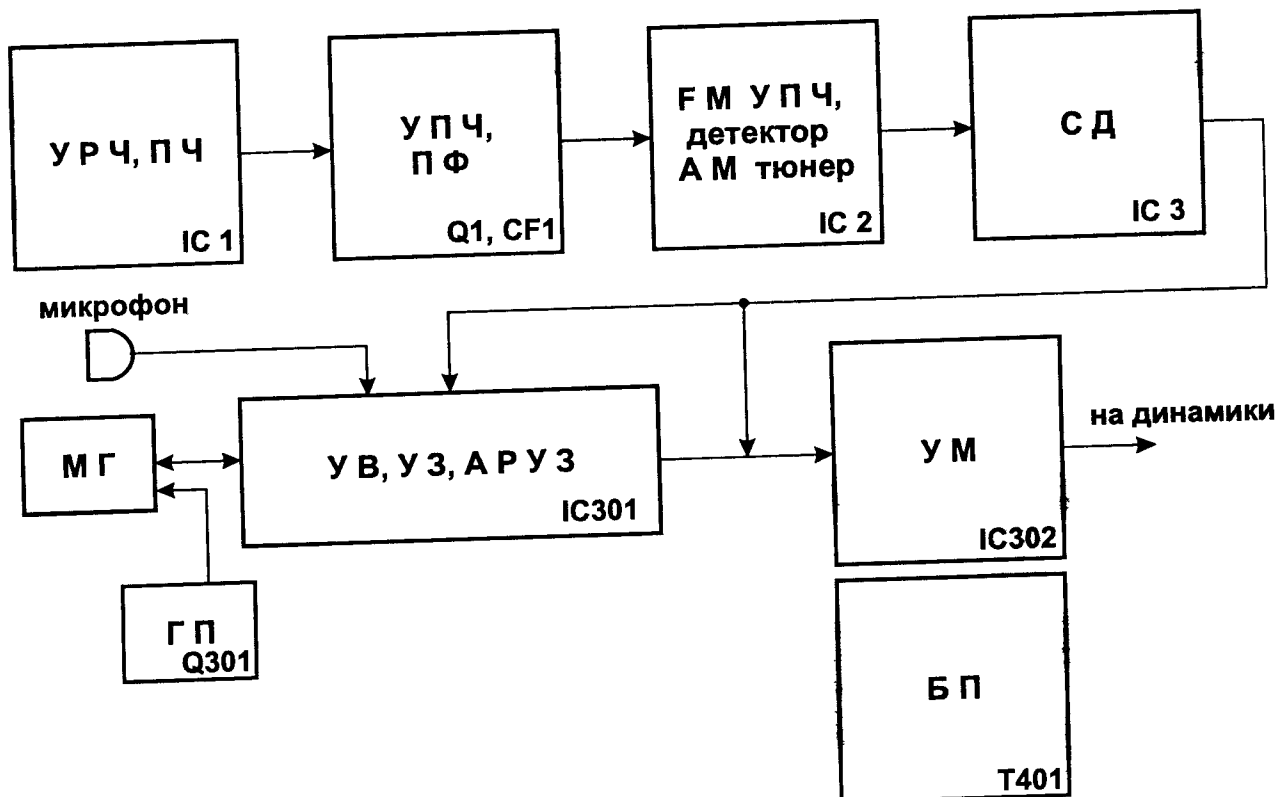 У Р Ч, П Ч
IC 1
У П Ч,
П Ф
Q1, CF1
F M У П Ч,
детектор
А М тюнер
IC 2
С Д
IC 3
микрофон
М Г
У В, У З, А Р У З
IC301
У М
IC302
на динамики
Г П
Q301
Б П
T401